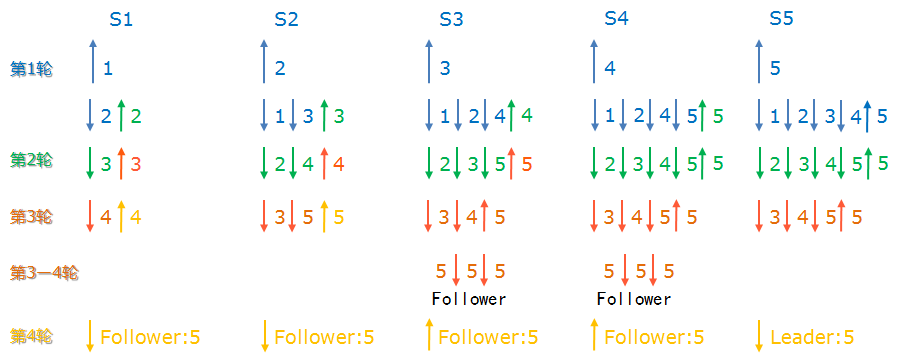 S1 S2 S3 S4 S5
第1轮 1 2 3 4 5
2 2 1 3 3 1 2 4 4 1 2 4 5 5 1 2 3 4 5
第2轮 3 3 2 4 4 2 3 5 5 2 3 4 5 5 2 3 4 5 5
第3轮 4 4 3 5 5 3 4 5 3 4 5 5 3 4 5 5
第3—4轮 5 5 5 5 5 5
Follower Follower
第4轮 Follower:5 Follower:5 Follower:5 Follower:5 Leader:5